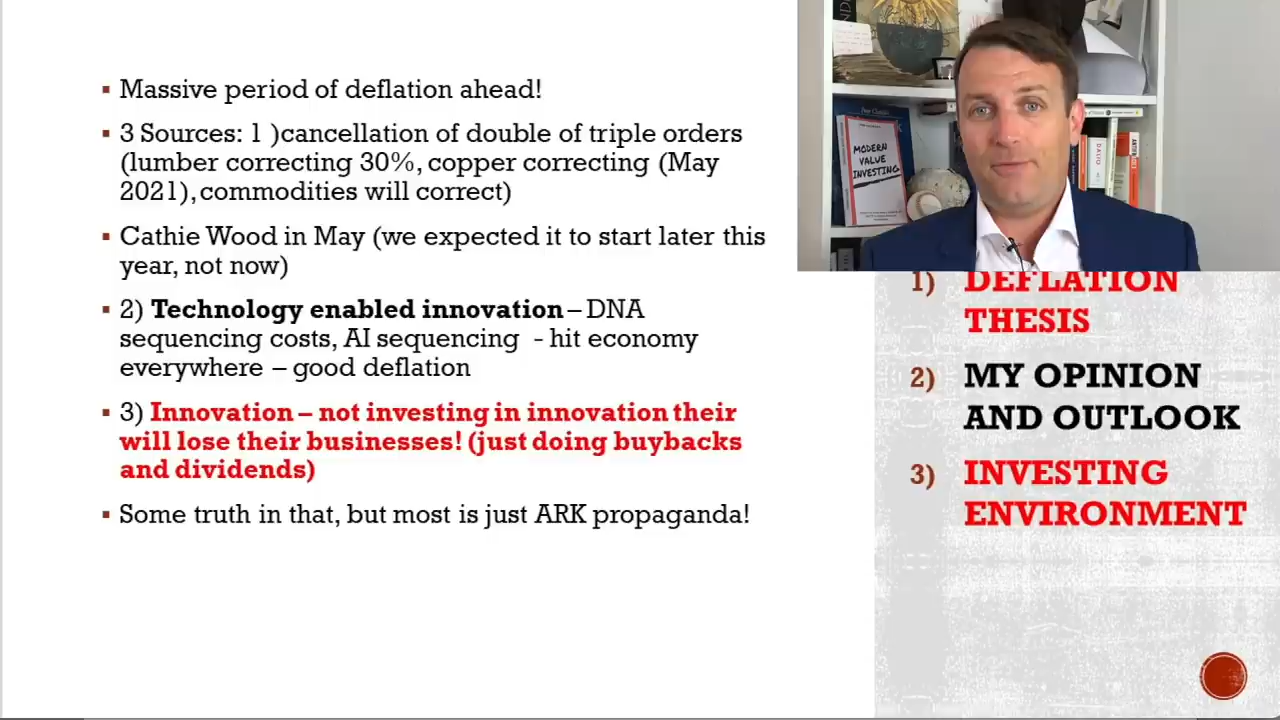 Massive period of deflation ahead!
3 Sources: 1 )cancellation of double of triple orders
(lumber correcting 30%, copper correcting (May
2021), commodities will correct)
Cathie Wood in May (we expected it to start later this
year, not now)
2) Technology enabled innovation – DNA
sequencing costs, AI sequencing - hit economy
everywhere – good deflation
3) Innovation – not investing in innovation their
will lose their businesses! (just doing buybacks
and dividends)
Some truth in that, but most is just ARK propaganda!
MODERN
VALUE
INVESTING
DALIO
1) DEFLATION
THESIS
2) MY OPINION
AND OUTLOOK
3) INVESTING
ENVIRONMENT